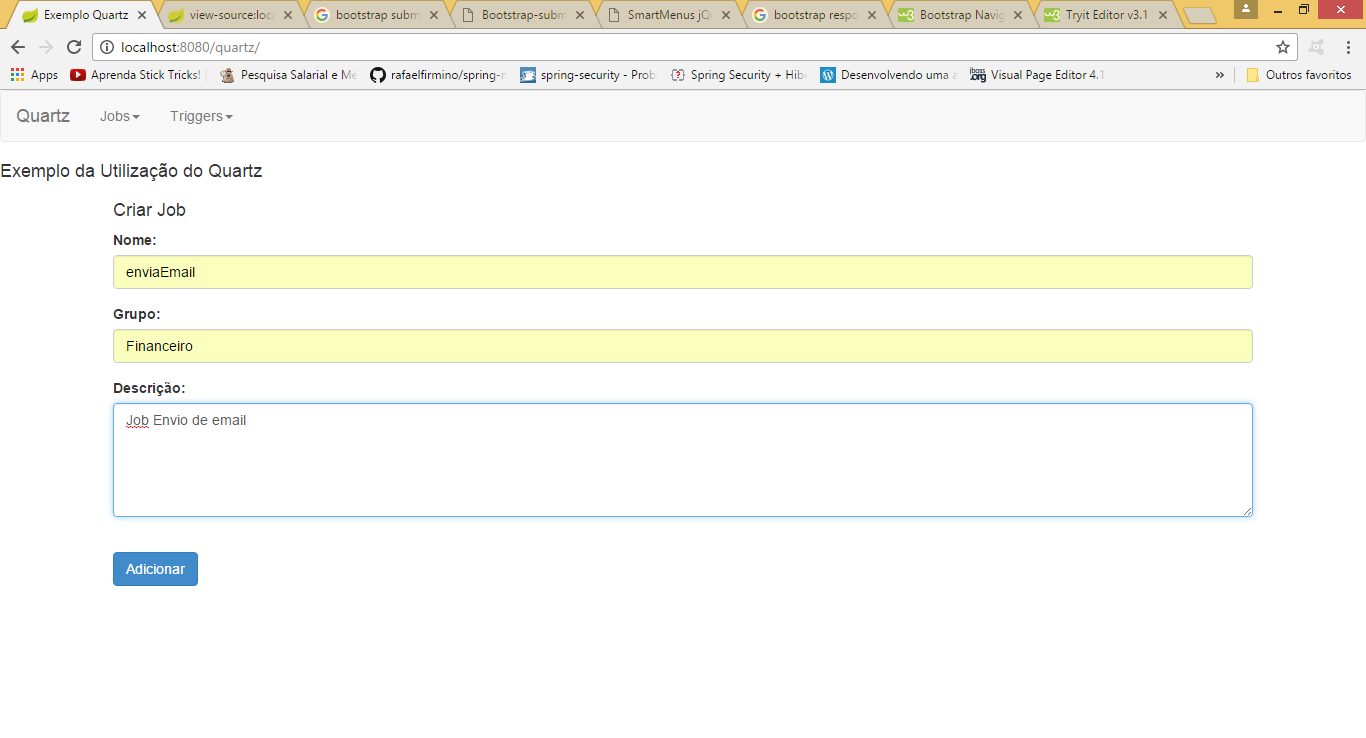 Exemplo Quartz
view-source:loca
bootstrap subm
Bootstrap-subm
SmartMenus jQ
bootstrap respo
Bootstrap Navig
Tryit Editor v3.1
localhost:8080/quartz/
Apps
Aprenda Stick Tricks!
Pesquisa Salarial e Mé
rafaelfirmino/spring-m
spring-security - Prob
Spring Security + Hibe
Desenvolvendo uma a
Visual Page Editor 4.1
»
Outros favoritos
Quartz Jobs Triggers
Exemplo da Utilização do Quartz
Criar Job
Nome:
enviaEmail
Grupo:
Financeiro
Descrição:
Job Envio de email
Adicionar